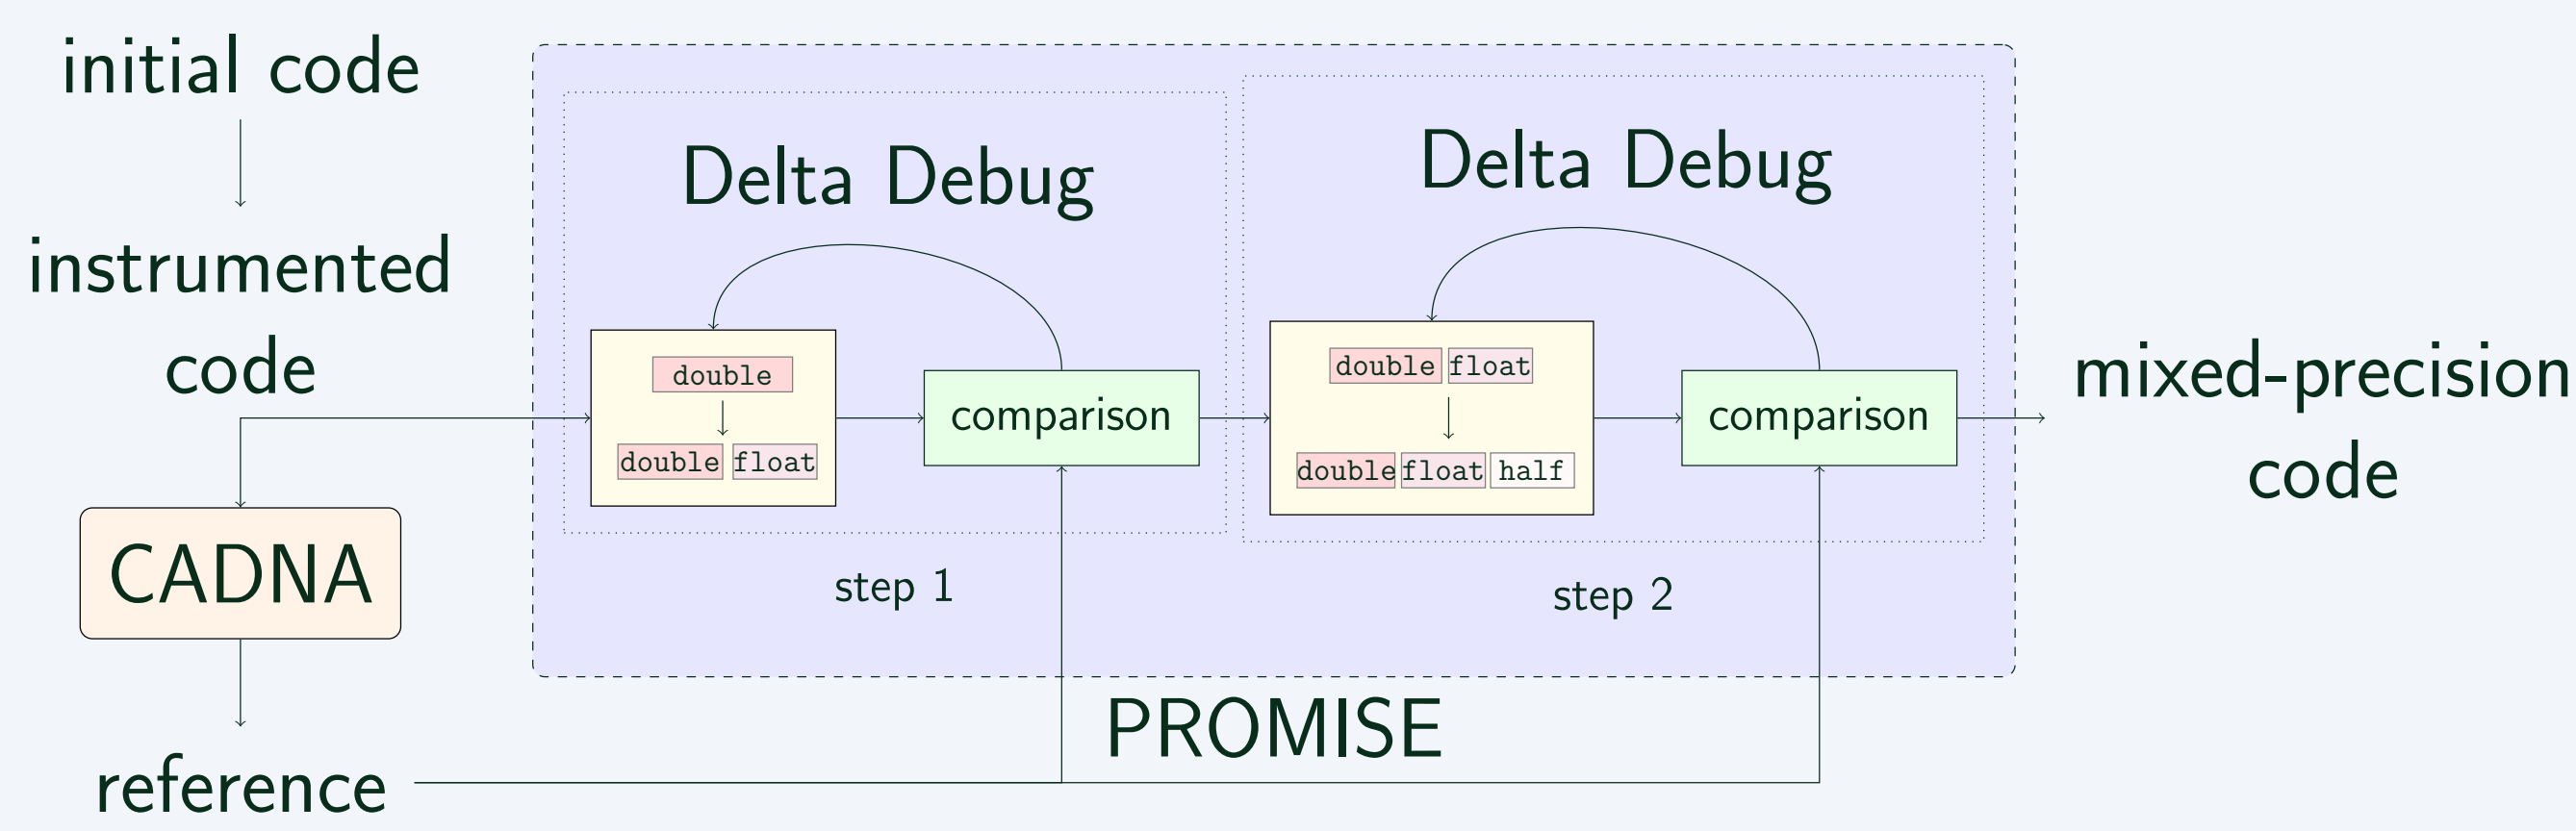 initial code
instrumented
code
CADNA
reference
Delta Debug
double
double float
comparison
step 1
Delta Debug
double float
double float half
comparison
step 2
PROMISE
mixed-precision
code